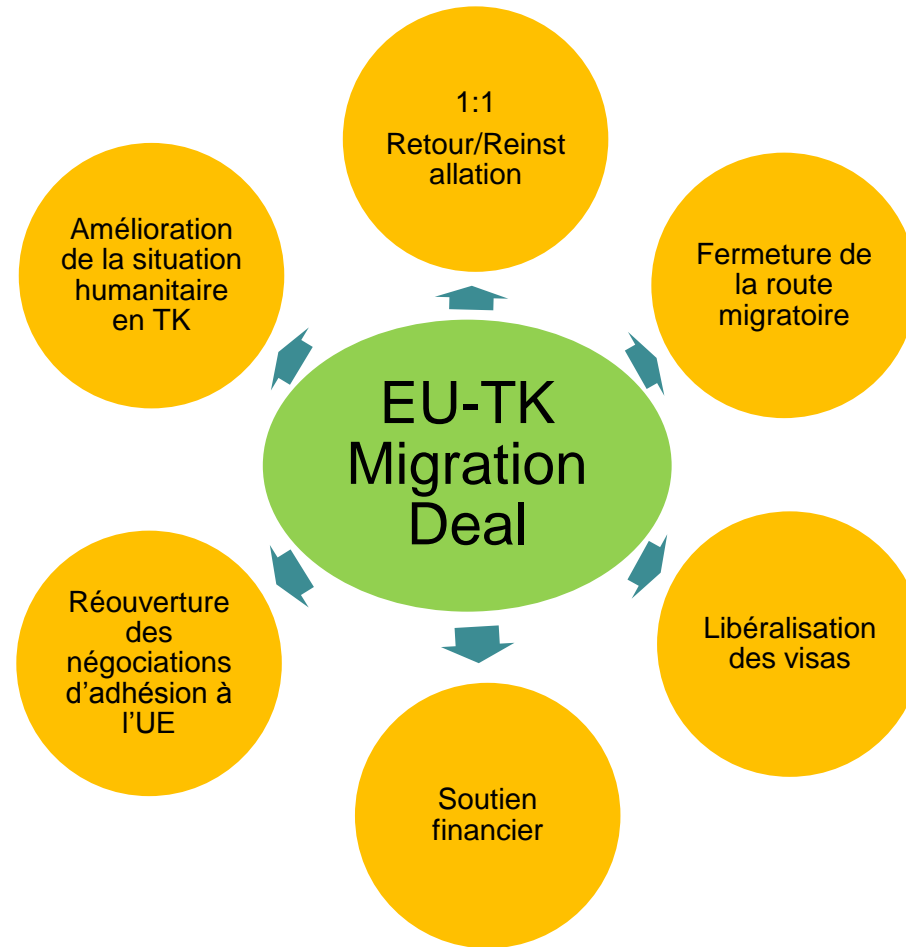 1:1
Retour/Reinst
allation
Fermeture de
la route
migratoire
Libéralisation
des visas
Soutien
financier
Réouverture
des
négociations
d’adhésion à
l’UE
Amélioration
de la situation
humanitaire
en TK
EU-TK
Migration
Deal